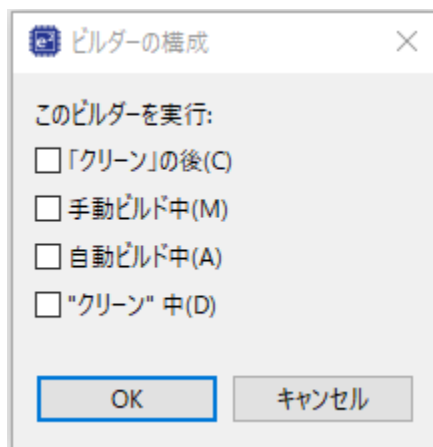 e²
ビルダーの構成
このビルダーを実行:
「クリーン」の後(C)
手動ビルド中(M)
自動ビルド中(A)
"クリーン" 中(D)
OK
キャンセル